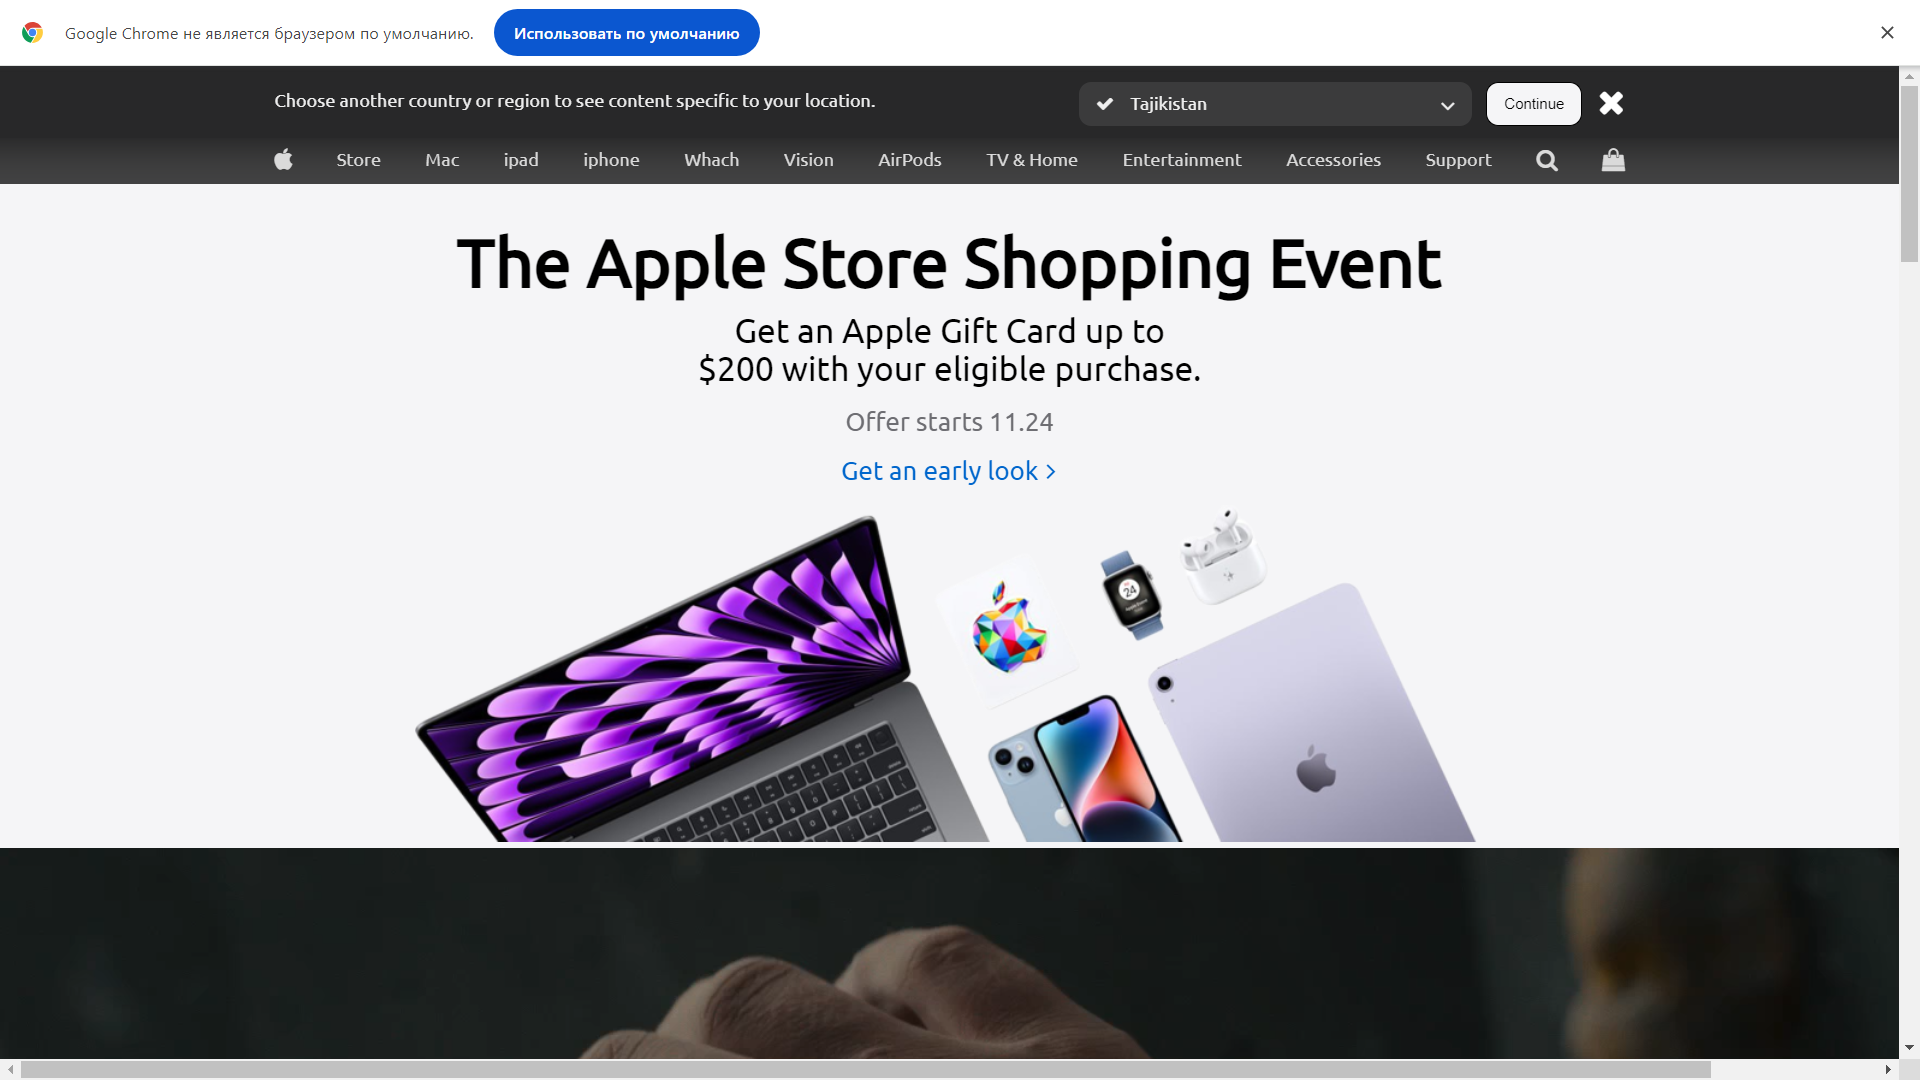 Google Chrome не является браузером по умолчанию.
Использовать по умолчанию
Choose another country or region to see content specific to your location.
Tajikistan
Continue
Store
Mac
ipad
iphone
Whach
Vision
AirPods
TV & Home
Entertainment
Accessories
Support
The Apple Store Shopping Event
Get an Apple Gift Card up to
$200 with your eligible purchase.
Offer starts 11.24
Get an early look
24